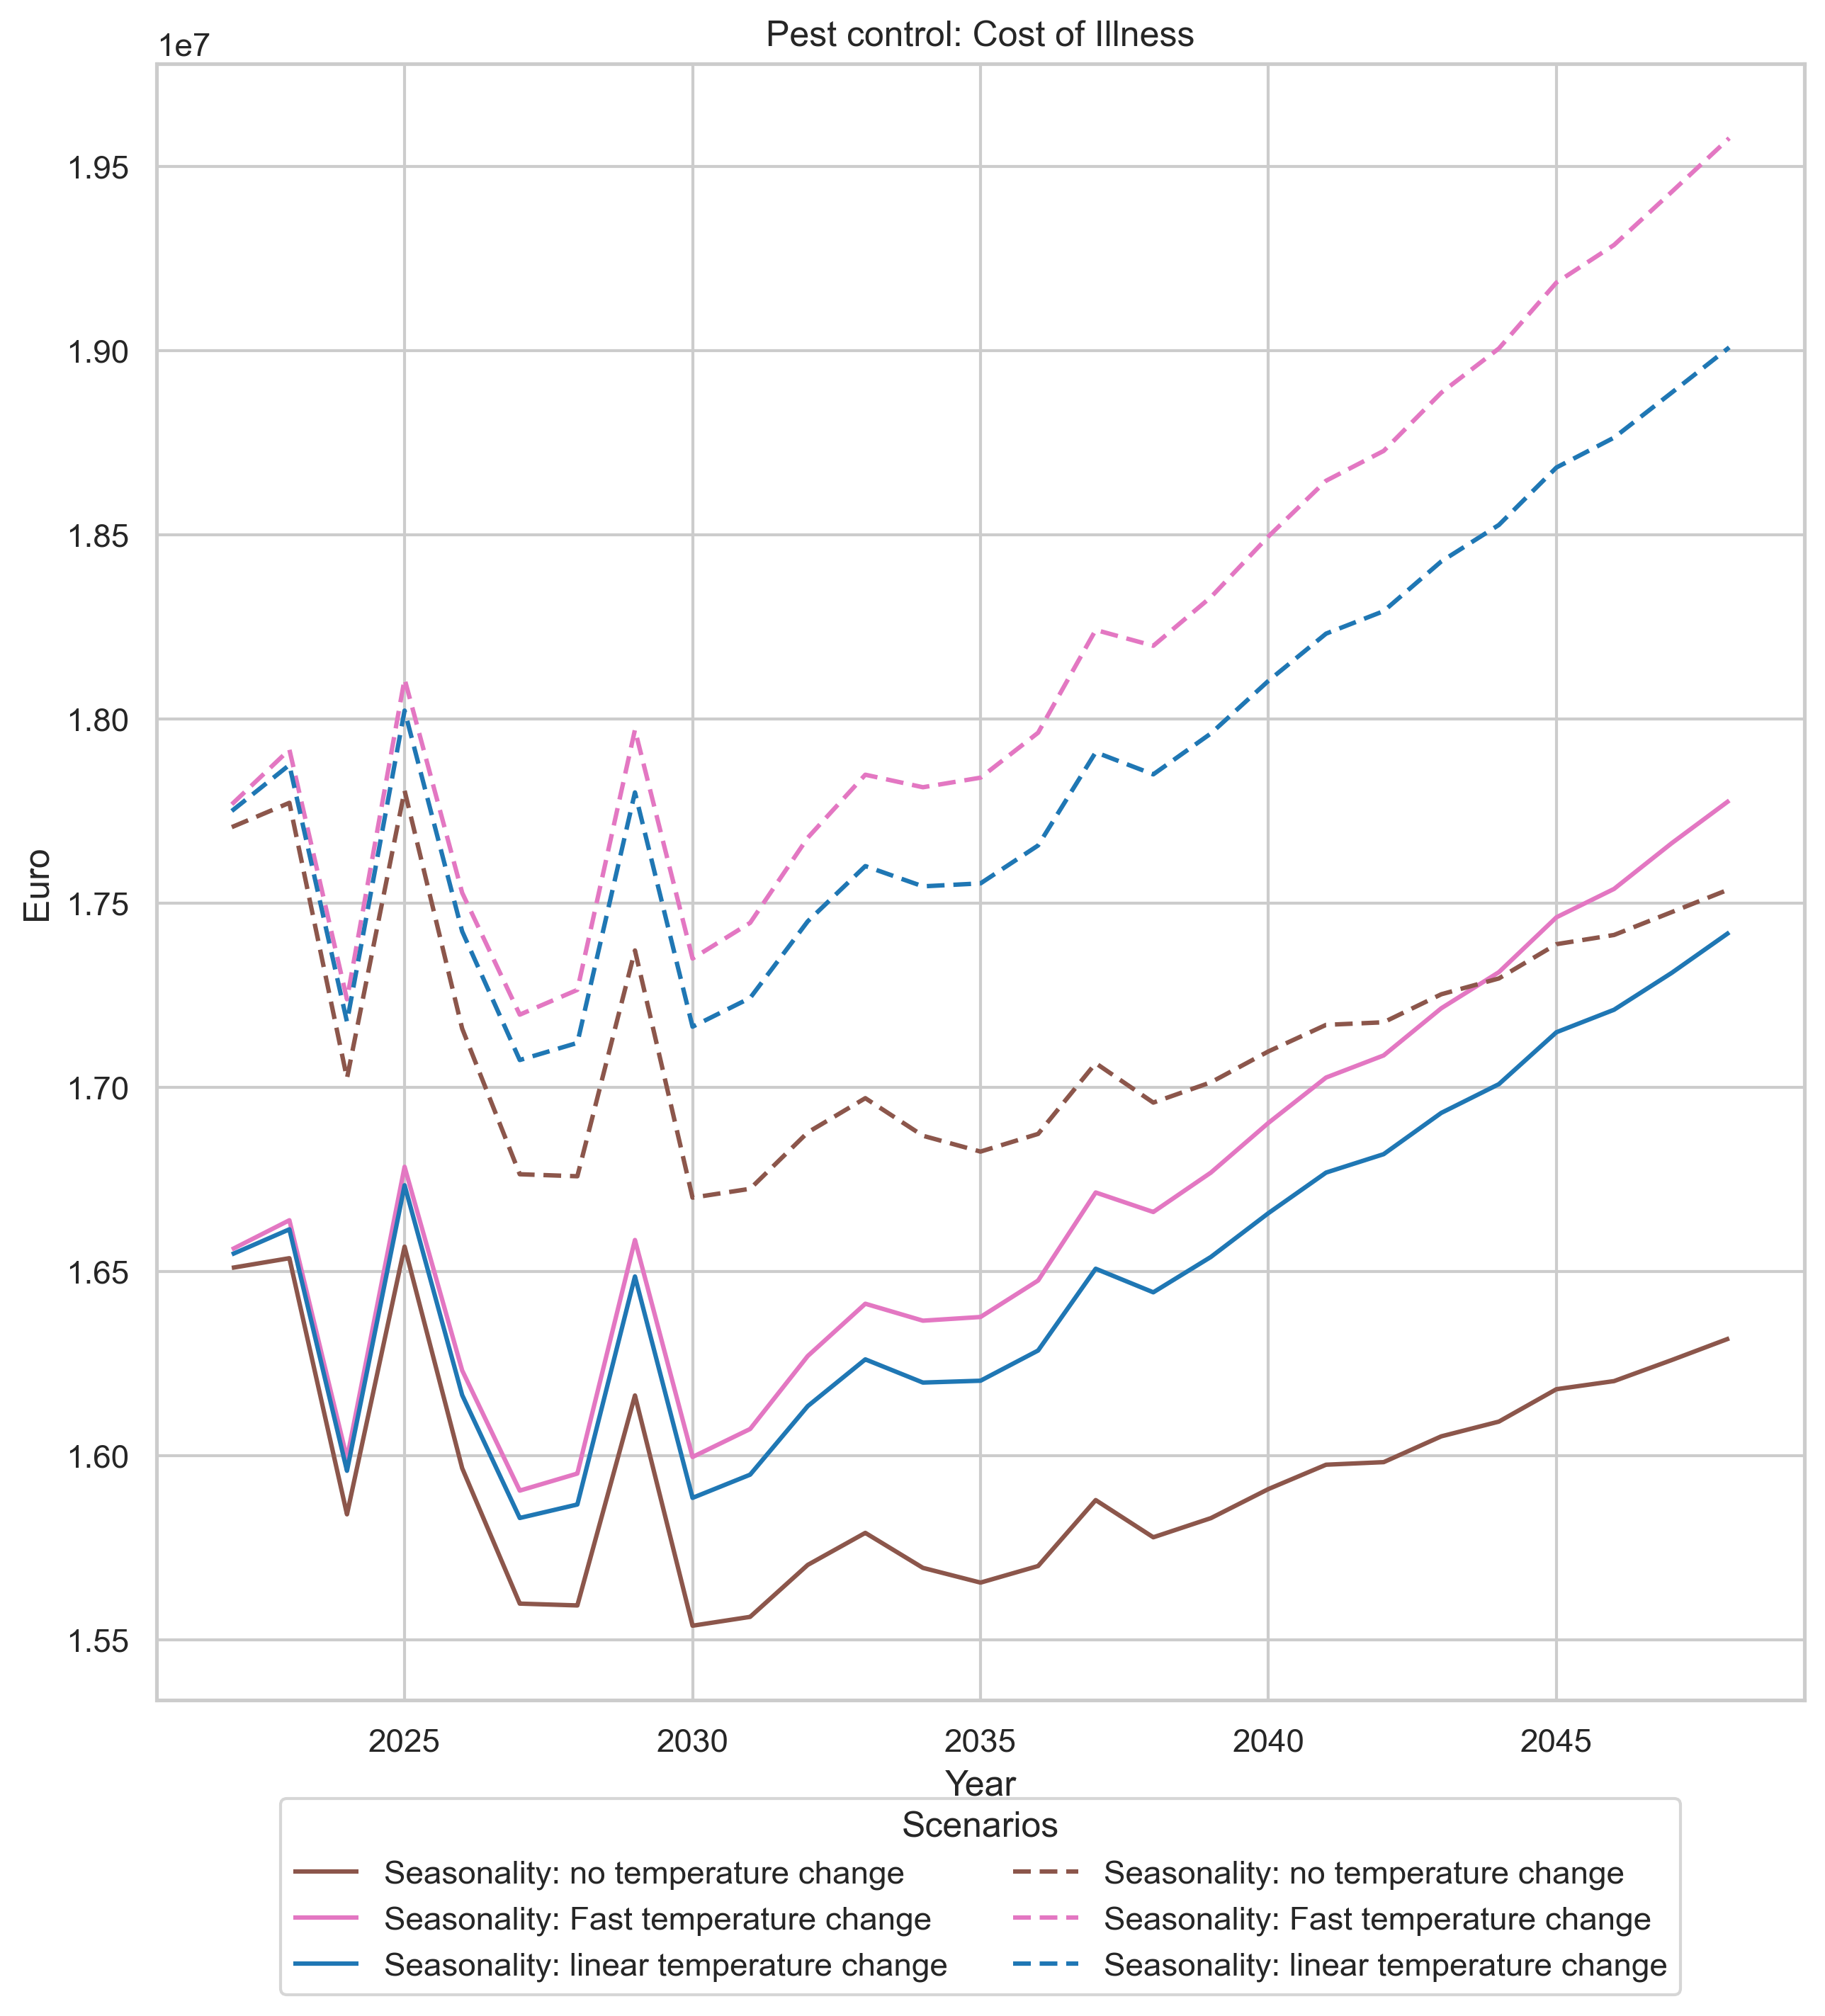 Pest control: Cost of Illness
1e7
1.95
1.90
1.85
1.80
1.75
1.70
1.65
1.60
1.55
Euro
2025 2030 2035 2040 2045
Year
Scenarios
Seasonality: no temperature change
Seasonality: Fast temperature change
Seasonality: linear temperature change
Seasonality: no temperature change
Seasonality: Fast temperature change
Seasonality: linear temperature change